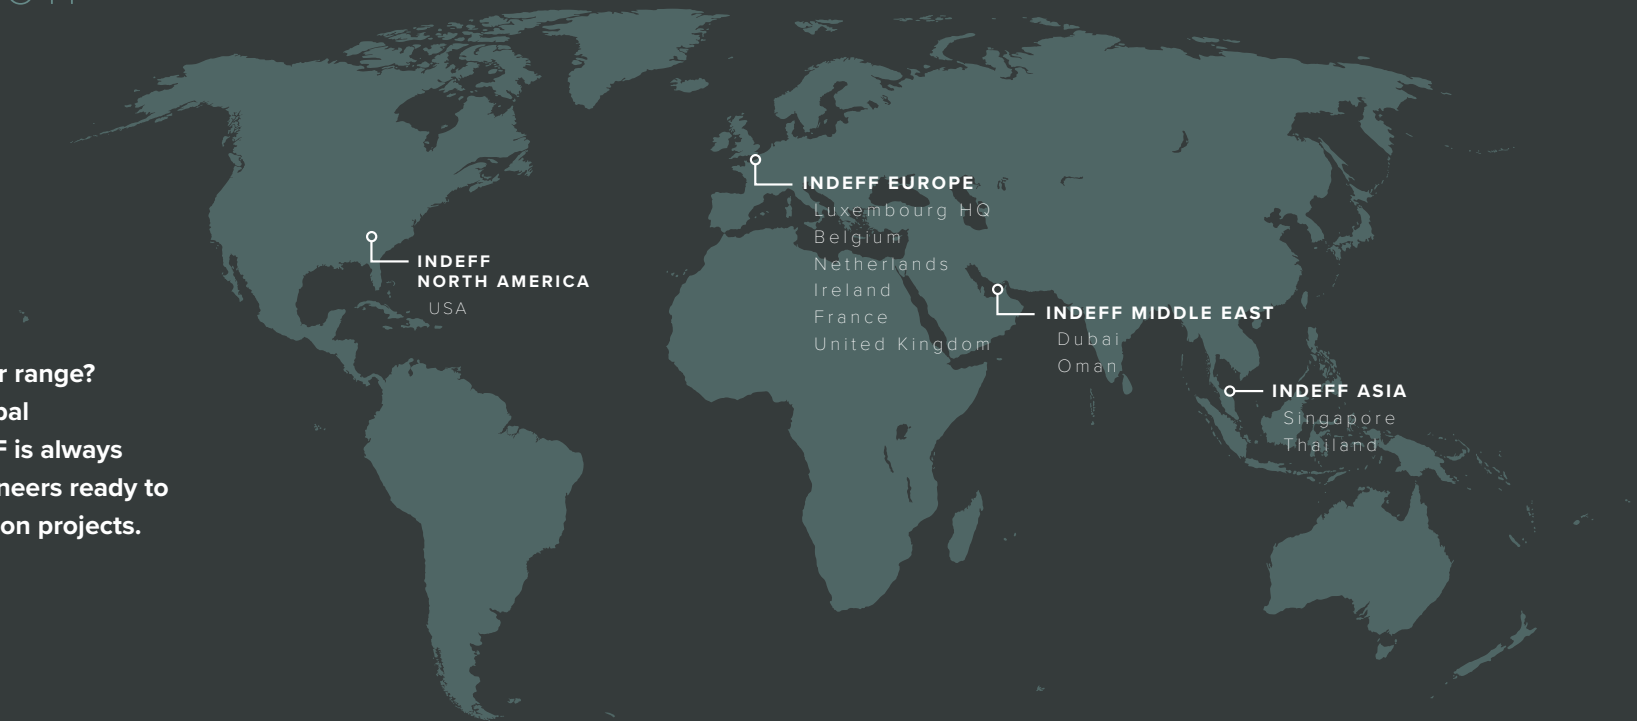 r range?
bal
F is always
neers ready to
on projects.
INDEFF
NORTH AMERICA
USA
INDEFF EUROPE
Luxembourg HQ
Belgium
Netherlands
Ireland
France
United Kingdom
INDEFF MIDDLE EAST
Dubai
Oman
INDEFF ASIA
Singapore
Thailand